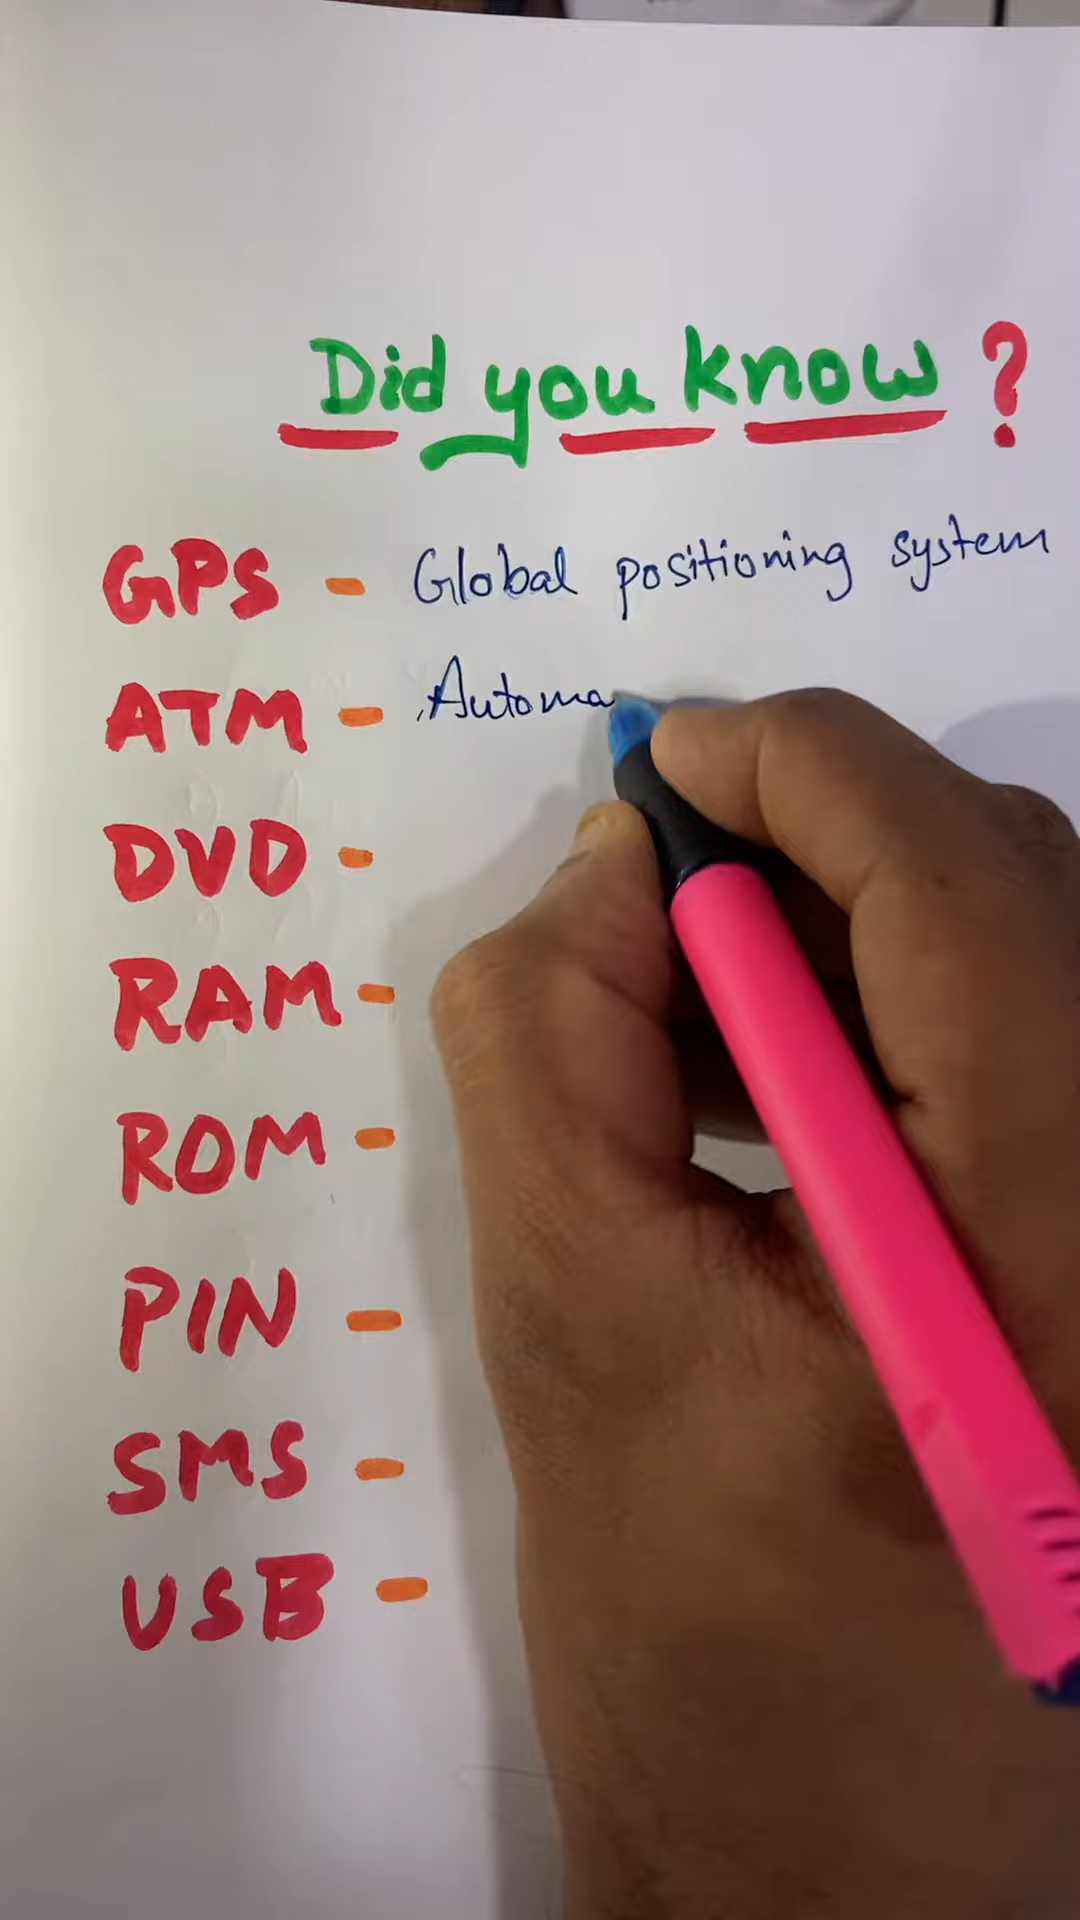 Did you know ?
GPS - Global positioning system
ATM - Automa
DVD -
RAM -
ROM -
PIN -
SMS -
USB -